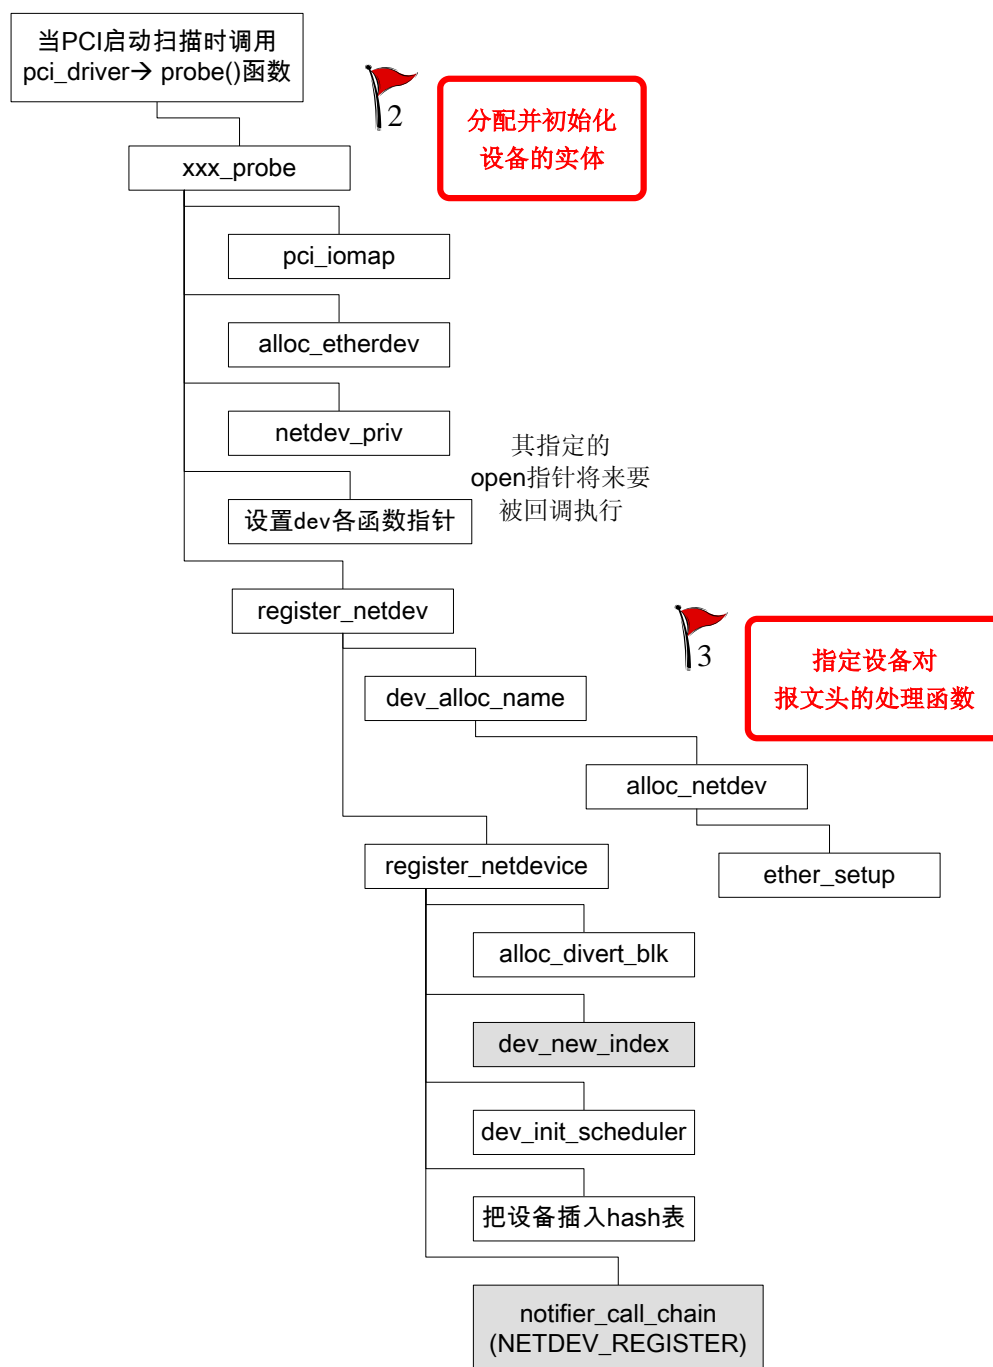 当PCI启动扫描时调用
pci_driver→ probe()函数
2
分配并初始化
设备的实体
xxx_probe
pci_iomap
alloc_etherdev
netdev_priv
其指定的
open指针将来要
被回调执行
设置dev各函数指针
register_netdev
3
指定设备对
报文头的处理函数
dev_alloc_name
alloc_netdev
register_netdevice
ether_setup
alloc_divert_blk
dev_new_index
dev_init_scheduler
把设备插入hash表
notifier_call_chain
(NETDEV_REGISTER)